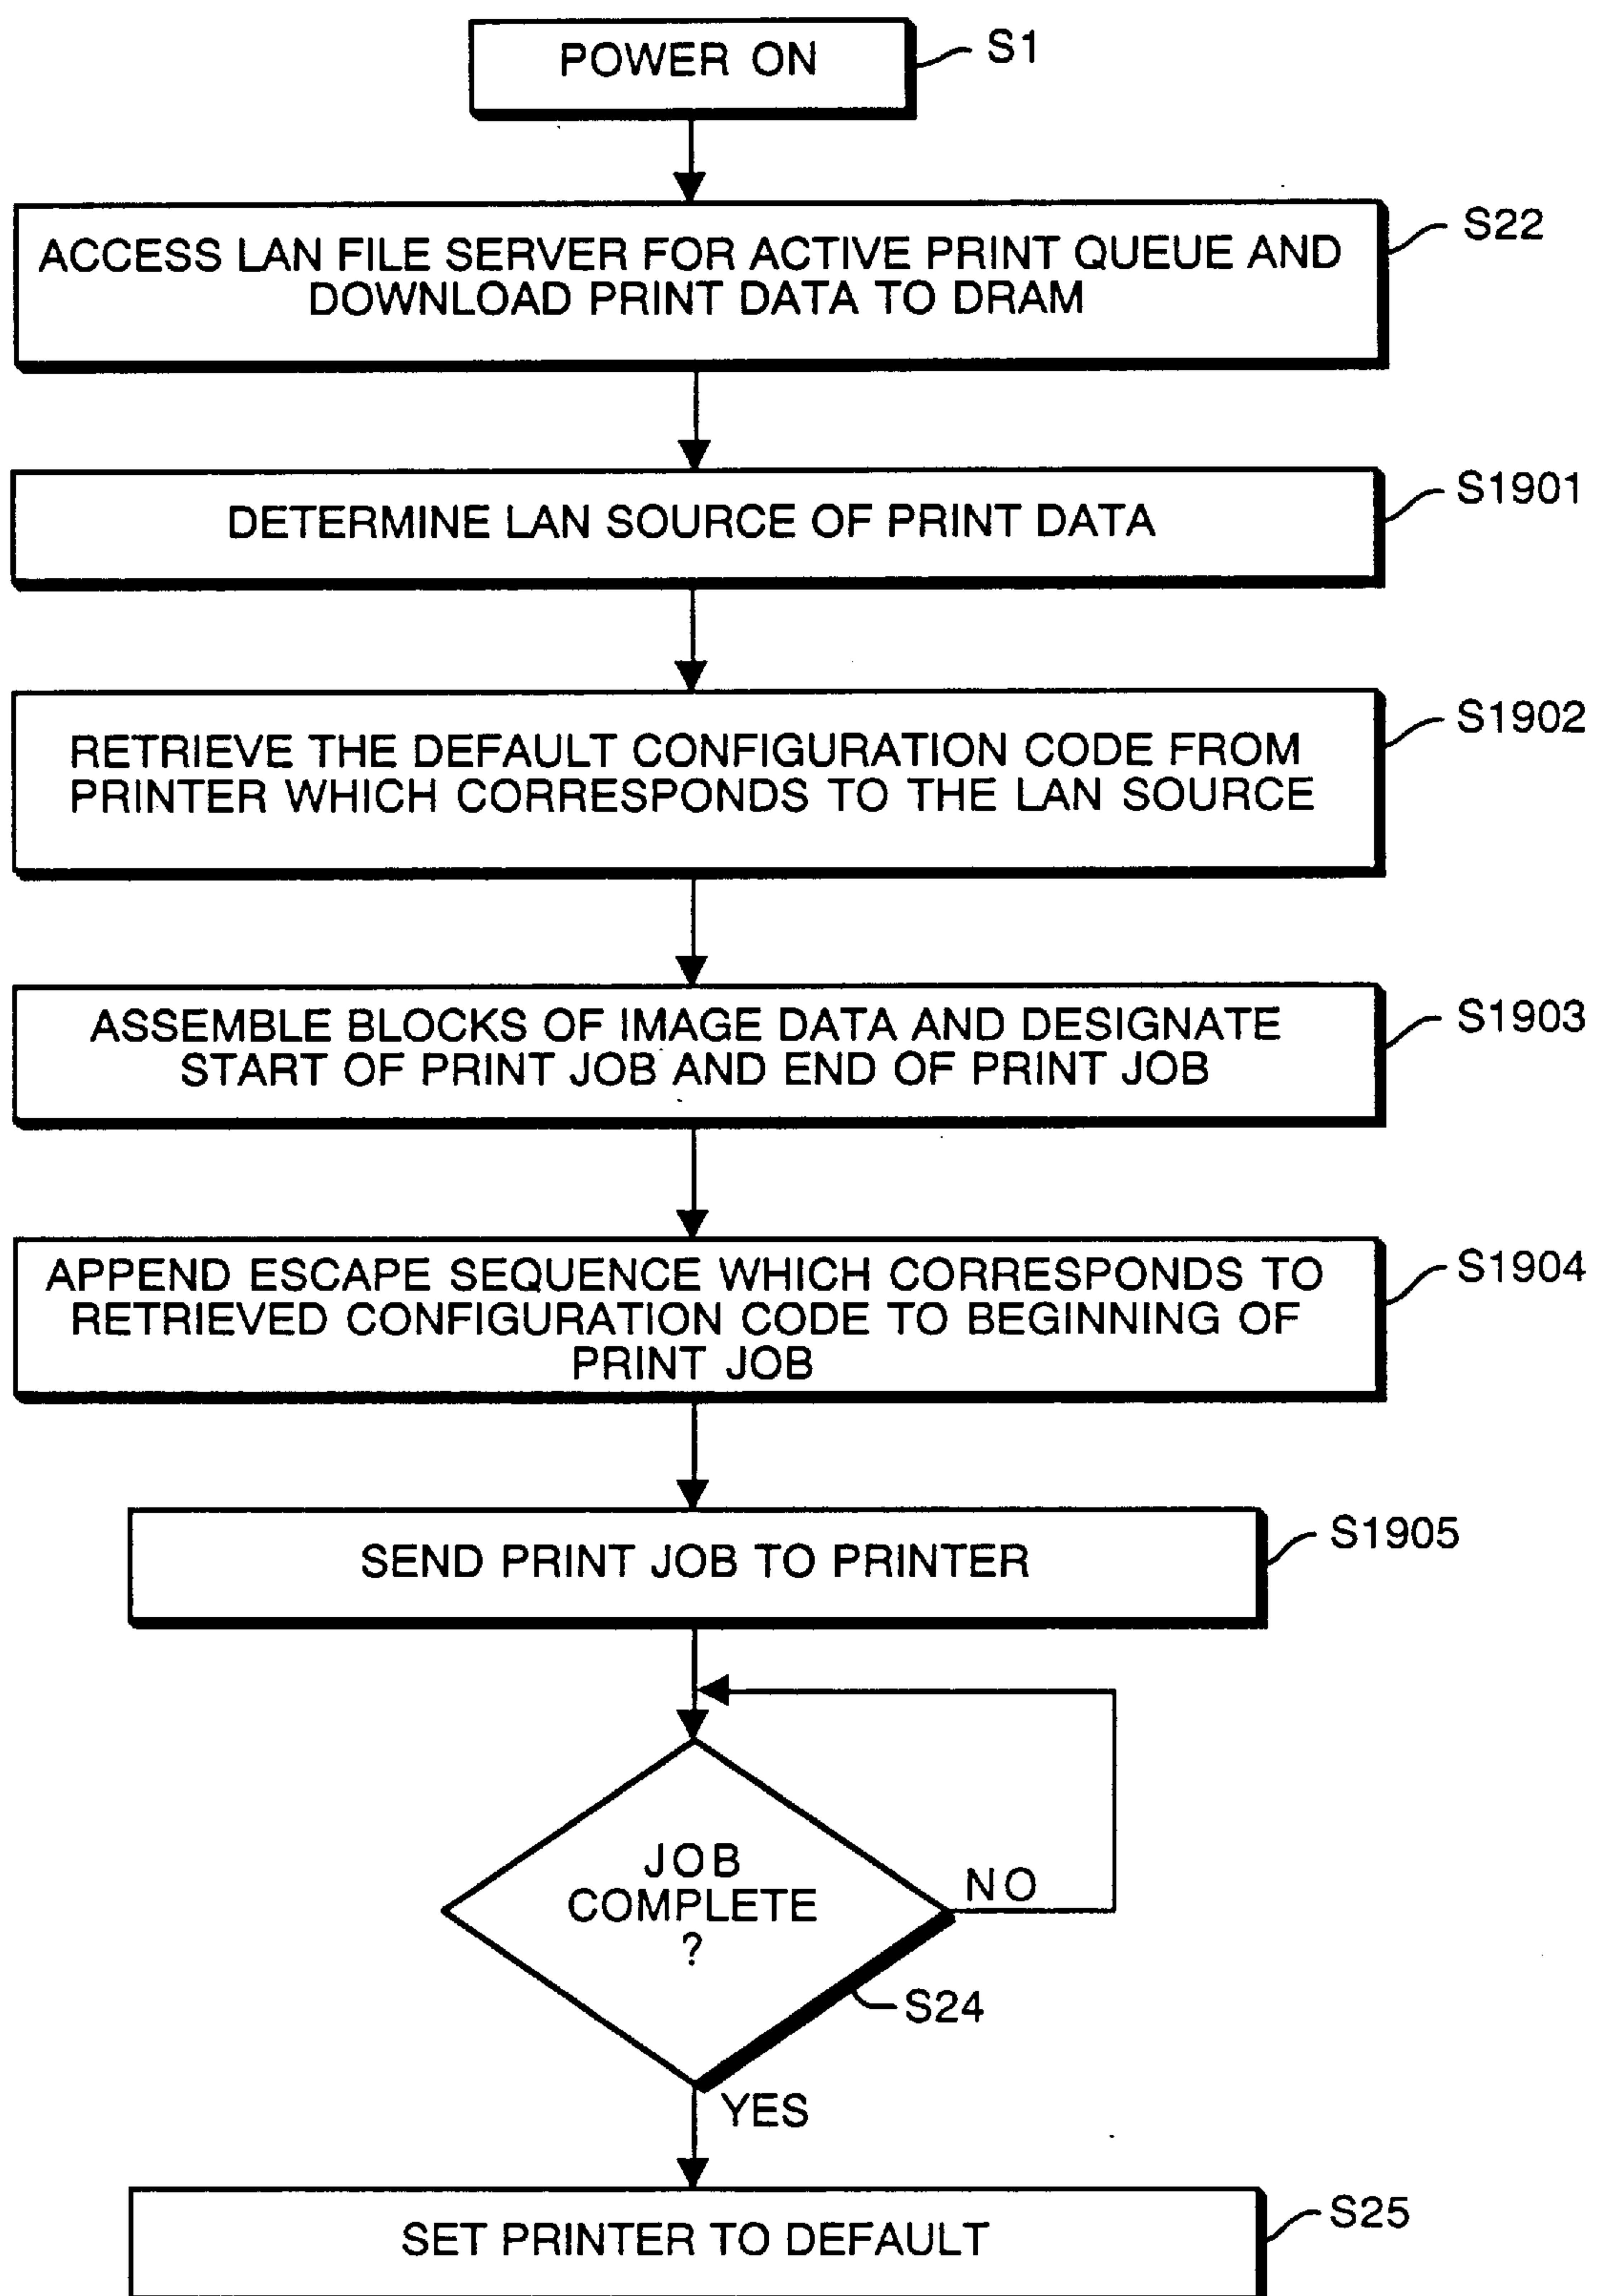 POWER ON
S1
ACCESS LAN FILE SERVER FOR ACTIVE PRINT QUEUE AND
DOWNLOAD PRINT DATA TO DRAM
S22
DETERMINE LAN SOURCE OF PRINT DATA
S1901
RETRIEVE THE DEFAULT CONFIGURATION CODE FROM
PRINTER WHICH CORRESPONDS TO THE LAN SOURCE
S1902
ASSEMBLE BLOCKS OF IMAGE DATA AND DESIGNATE
START OF PRINT JOB AND END OF PRINT JOB
S1903
APPEND ESCAPE SEQUENCE WHICH CORRESPONDS TO
RETRIEVED CONFIGURATION CODE TO BEGINNING OF
PRINT JOB
S1904
SEND PRINT JOB TO PRINTER
S1905
JOB
COMPLETE
?
NO
S24
YES
SET PRINTER TO DEFAULT
S25